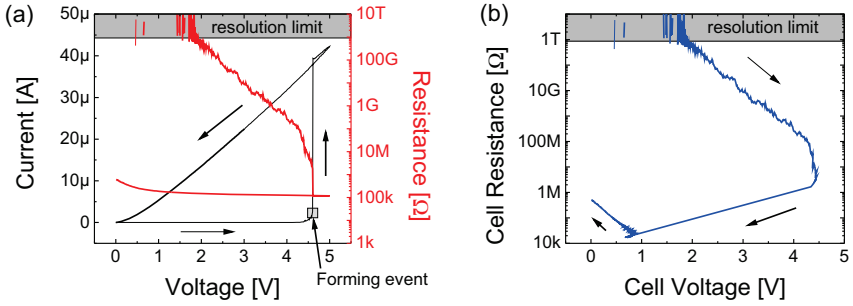 (a)
resolution limit
50µ
40µ
30µ
20µ
10µ
0
Current [A]
10T
100G
1G
10M
100k
1k
Resistance [Ω]
0 1 2 3 4 5
Voltage [V]
Forming event
(b)
resolution limit
1T
10G
100M
1M
10k
Cell Resistance [Ω]
0 1 2 3 4 5
Cell Voltage [V]